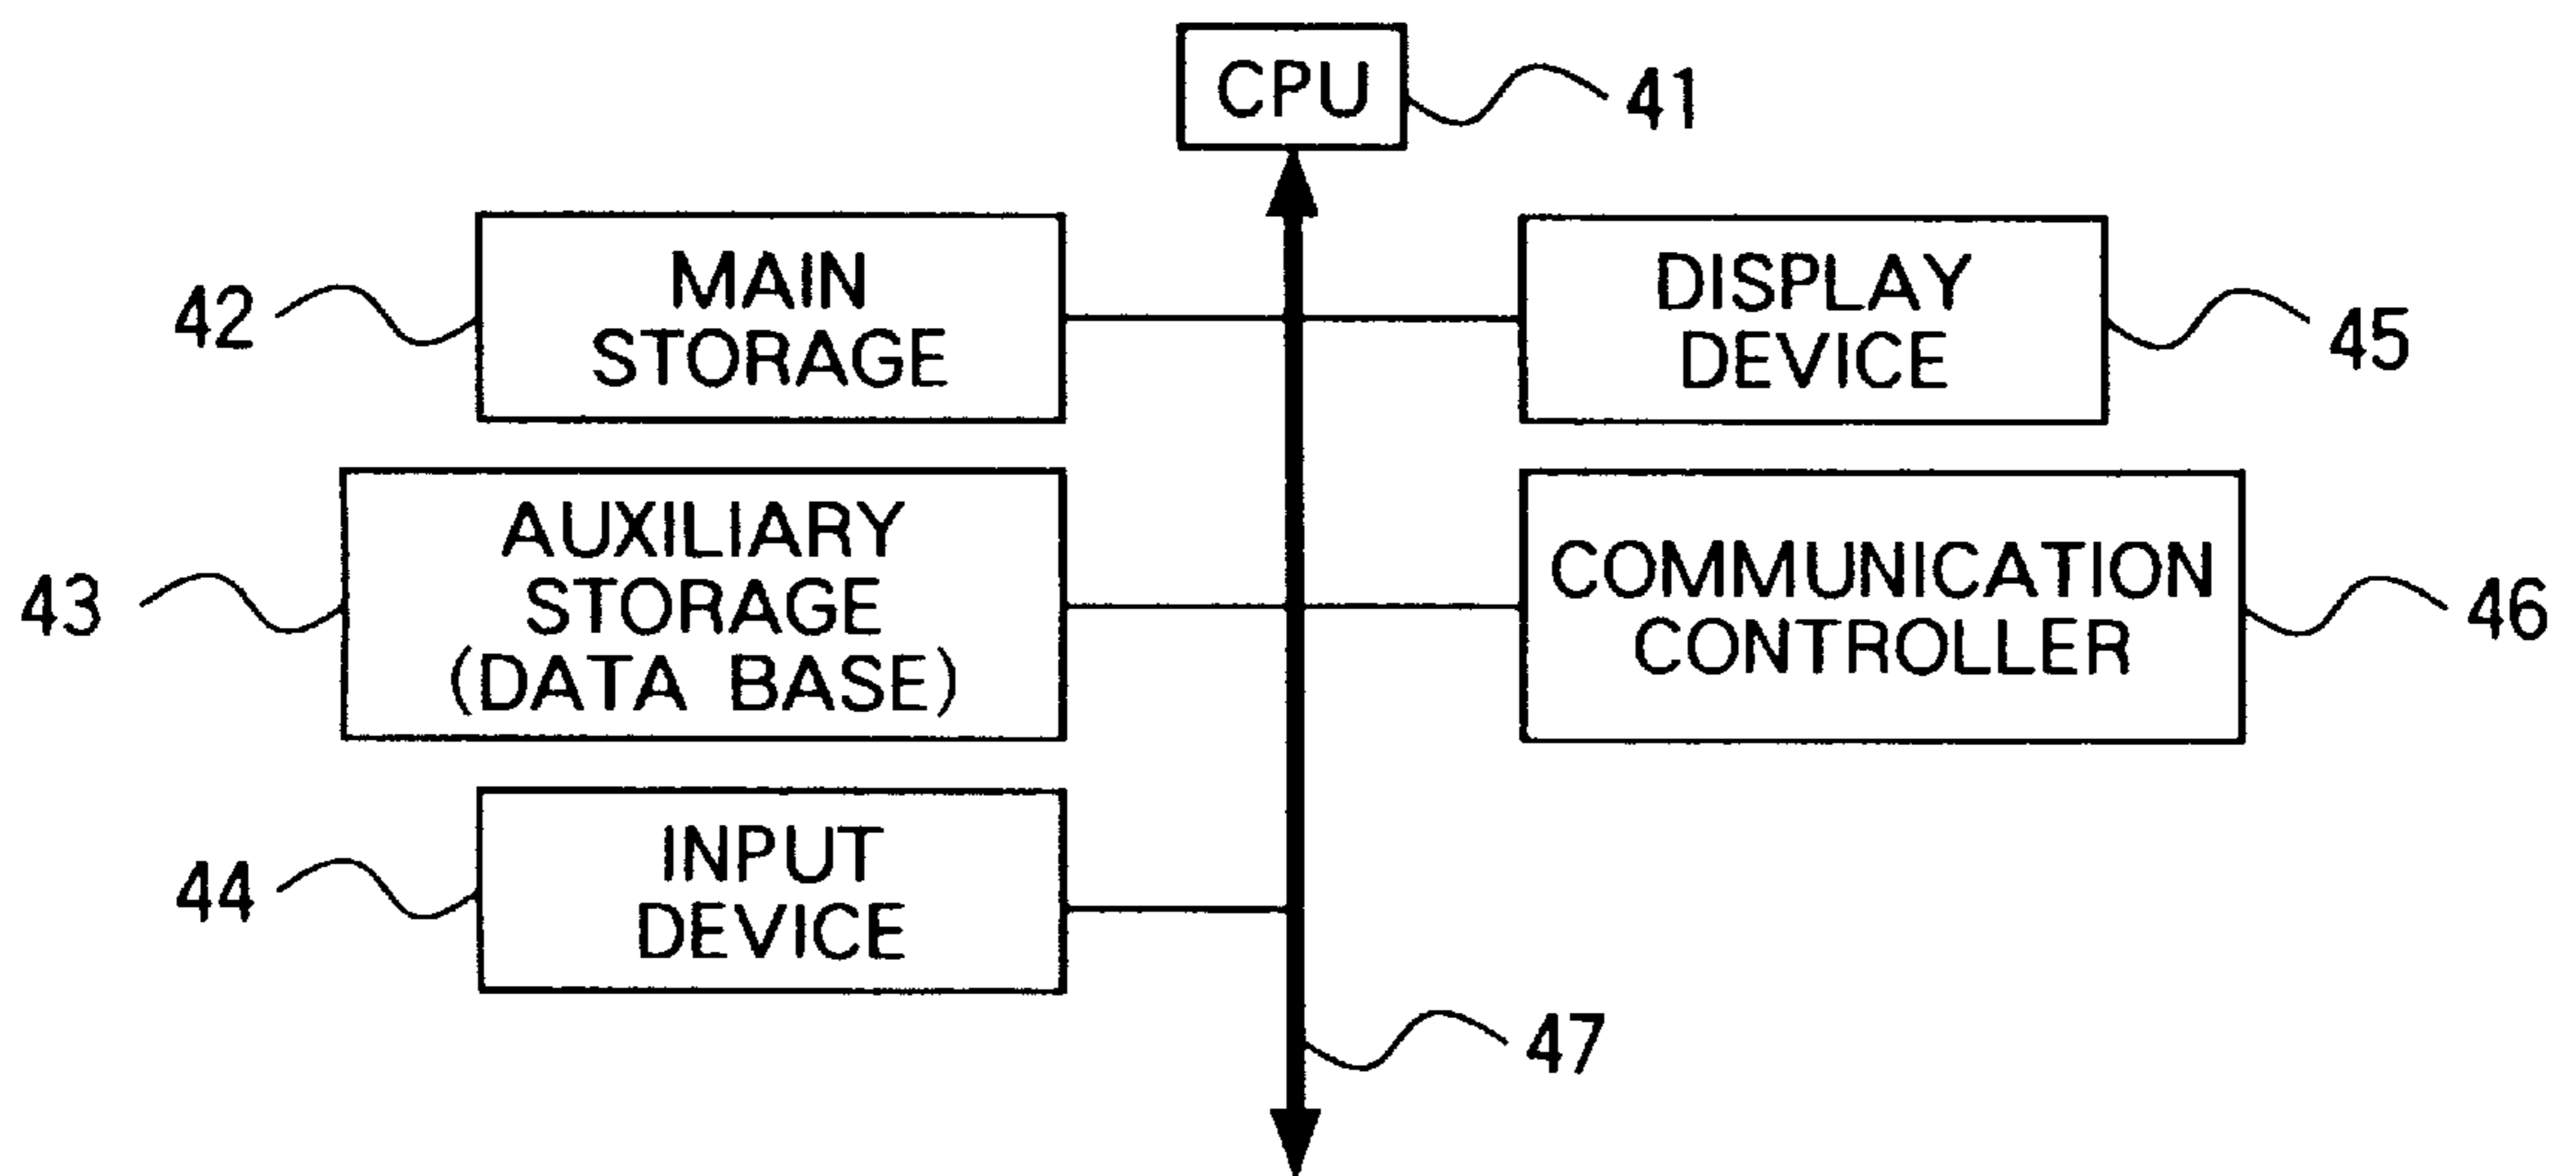 CPU
41
MAIN
STORAGE
42
DISPLAY
DEVICE
45
AUXILIARY
STORAGE
(DATA BASE)
43
COMMUNICATION
CONTROLLER
46
INPUT
DEVICE
44
47